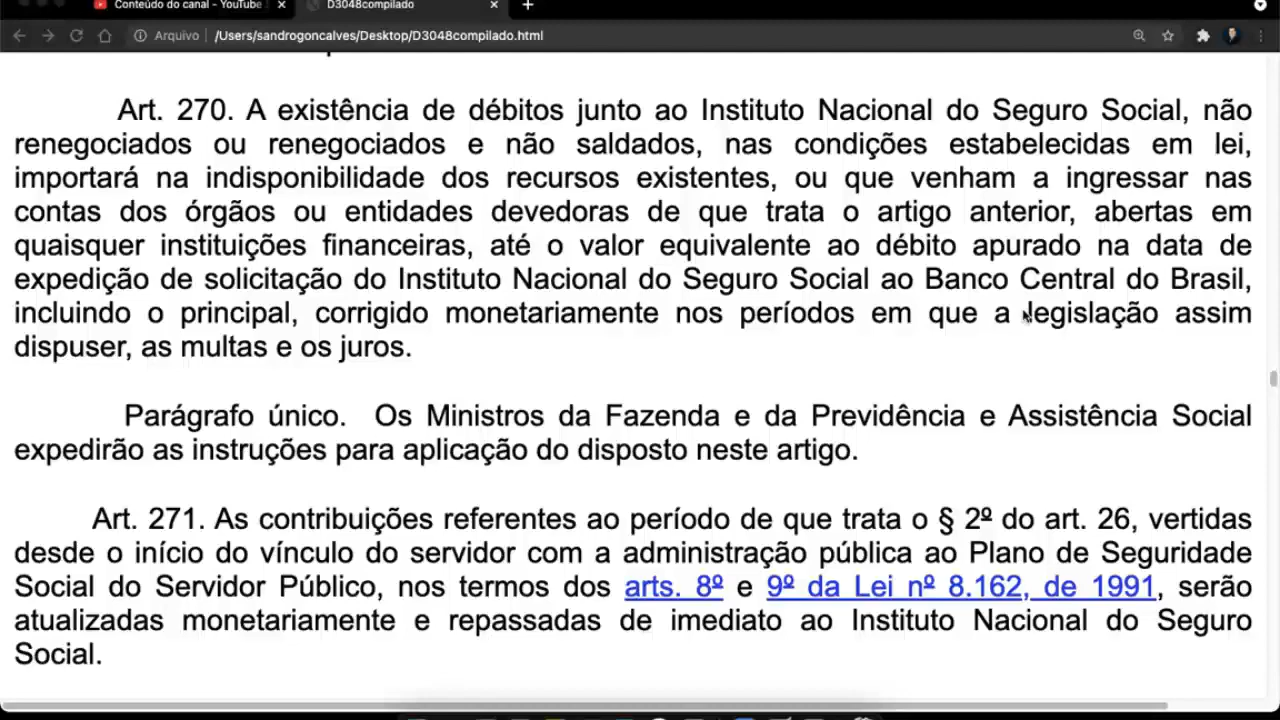 Conteúdo do canal - YouTube
D3048compilado
Arquivo | /Users/sandrogoncalves/Desktop/D3048compilado.html
Art. 270. A existência de débitos junto ao Instituto Nacional do Seguro Social, não
renegociados ou renegociados e não saldados, nas condições estabelecidas em lei,
importará na indisponibilidade dos recursos existentes, ou que venham a ingressar nas
contas dos órgãos ou entidades devedoras de que trata o artigo anterior, abertas em
quaisquer instituições financeiras, até o valor equivalente ao débito apurado na data de
expedição de solicitação do Instituto Nacional do Seguro Social ao Banco Central do Brasil,
incluindo o principal, corrigido monetariamente nos períodos em que a legislação assim
dispuser, as multas e os juros.
Parágrafo único. Os Ministros da Fazenda e da Previdência e Assistência Social
expedirão as instruções para aplicação do disposto neste artigo.
Art. 271. As contribuições referentes ao período de que trata o § 2º do art. 26, vertidas
desde o início do vínculo do servidor com a administração pública ao Plano de Seguridade
Social do Servidor Público, nos termos dos arts. 8º e 9º da Lei nº 8.162, de 1991, serão
atualizadas monetariamente e repassadas de imediato ao Instituto Nacional do Seguro
Social.